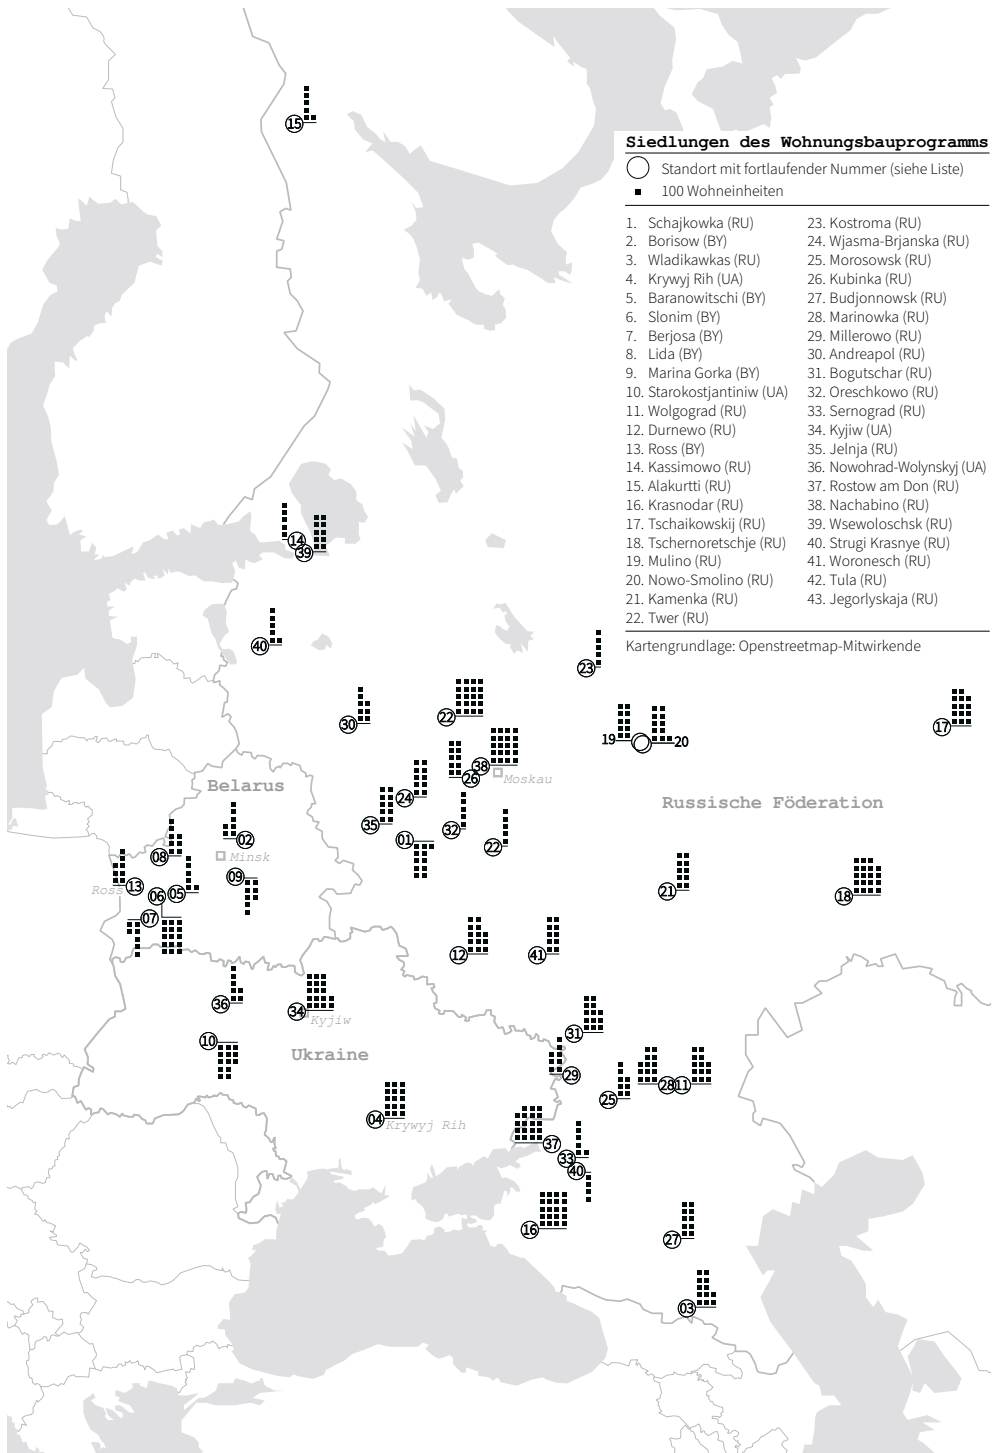 Siedlungen des Wohnungsbauprogramms
Standort mit fortlaufender Nummer (siehe Liste)
100 Wohneinheiten
1. Schajkowka (RU)
2. Borisow (BY)
3. Wladikawkas (RU)
4. Krywyj Rih (UA)
5. Baranowitschi (BY)
6. Slonim (BY)
7. Berjosa (BY)
8. Lida (BY)
9. Marina Gorka (BY)
10. Starokostjantiniw (UA)
11. Wolgograd (RU)
12. Durnewo (RU)
13. Ross (BY)
14. Kassimowo (RU)
15. Alakurtti (RU)
16. Krasnodar (RU)
17. Tschaikowskij (RU)
18. Tschernoretschje (RU)
19. Mulino (RU)
20. Nowo-Smolino (RU)
21. Kamenka (RU)
22. Twer (RU)
23. Kostroma (RU)
24. Wjasma-Brjanska (RU)
25. Morosowsk (RU)
26. Kubinka (RU)
27. Budjonnowsk (RU)
28. Marinowka (RU)
29. Millerowo (RU)
30. Andreapol (RU)
31. Bogutschar (RU)
32. Oreschkowo (RU)
33. Sernograd (RU)
34. Kyjiw (UA)
35. Jelnja (RU)
36. Nowohrad-Wolynskyj (UA)
37. Rostow am Don (RU)
38. Nachabino (RU)
39. Wsewoloschsk (RU)
40. Strugi Krasnye (RU)
41. Woronesch (RU)
42. Tula (RU)
43. Jegorlyskaja (RU)
Kartengrundlage: Openstreetmap-Mitwirkende
15
14
39
40
23
30
22
19
20
17
38
26
Moskau
Belarus
24
Russische Föderation
35
01
32
22
02
08
Minsk
09
Ross
13
06
05
07
21
18
12
41
36
34
Kyjiw
31
10
Ukraine
29
28
11
25
04
Krywyj Rih
37
33
40
16
27
03